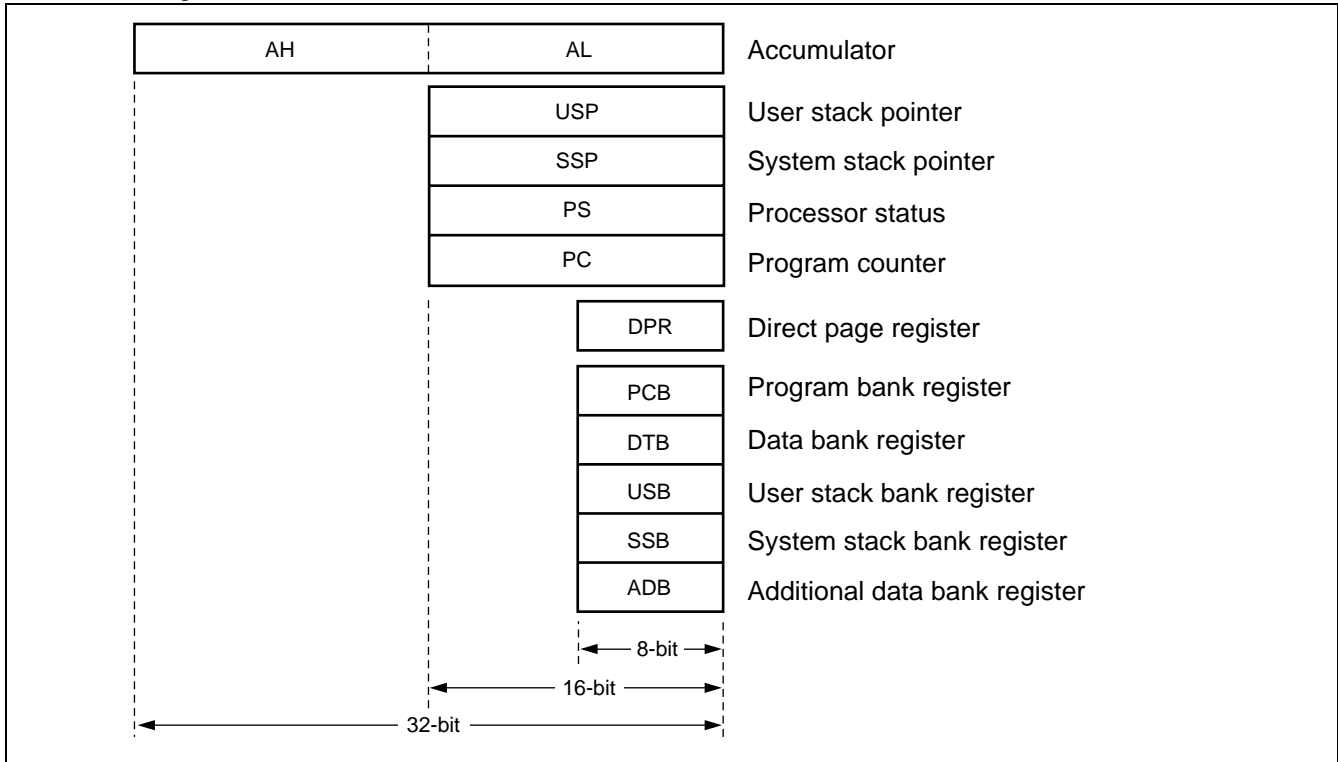 AH AL Accumulator
USP User stack pointer
SSP System stack pointer
PS Processor status
PC Program counter
DPR Direct page register
PCB Program bank register
DTB Data bank register
USB User stack bank register
SSB System stack bank register
ADB Additional data bank register
8-bit
16-bit
32-bit